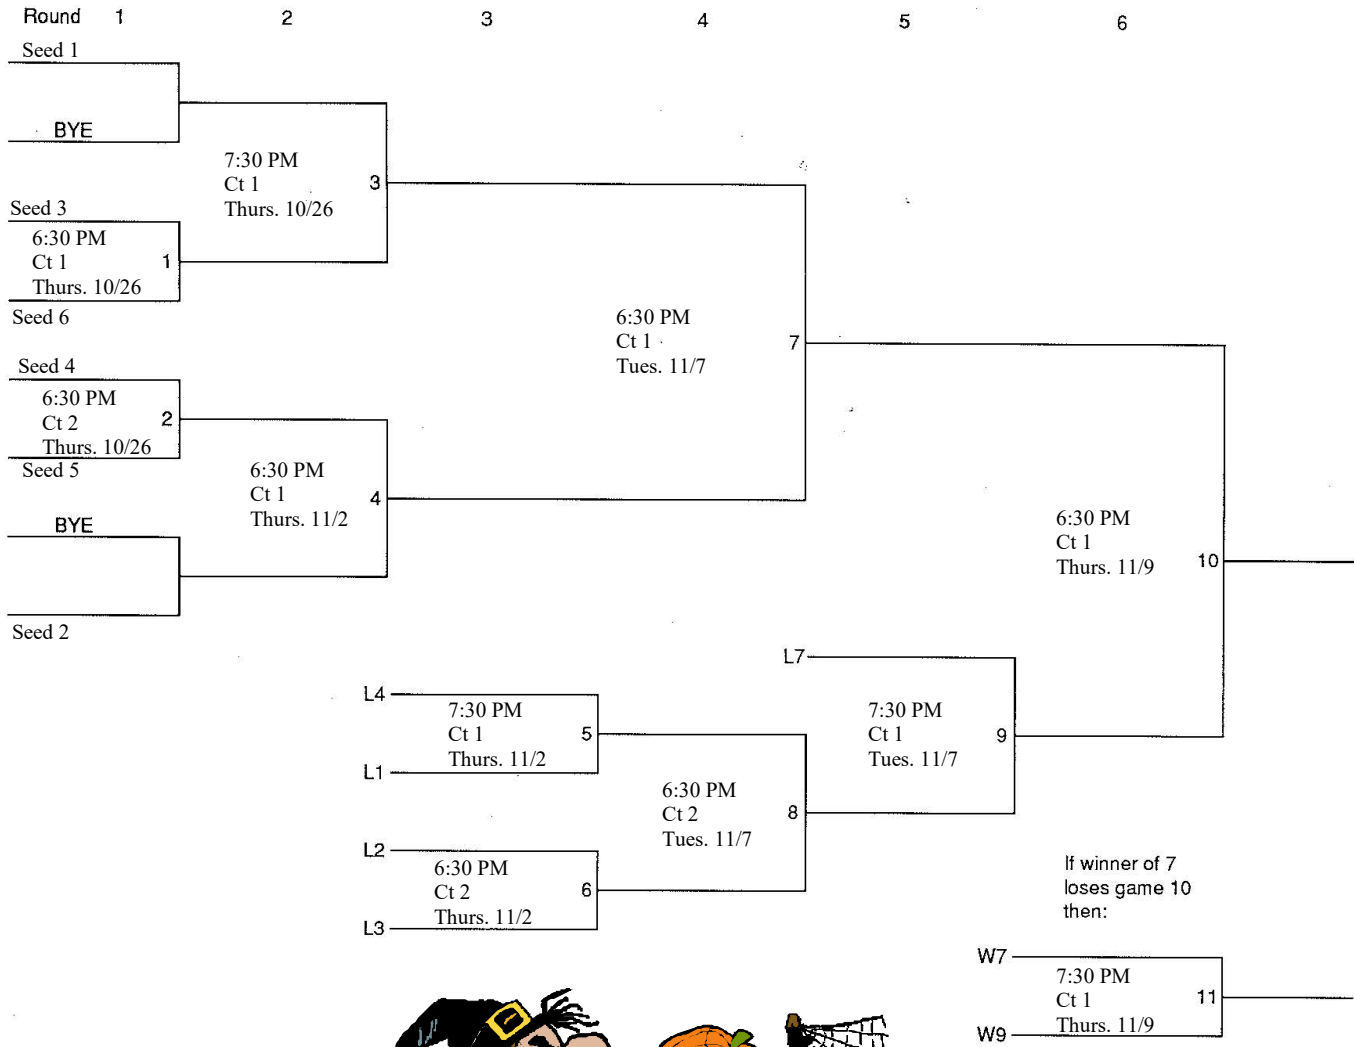 Round 1 2 3 4 5 6
Seed 1
BYE
7:30 PM
Ct 1
Thurs. 10/26
3
Seed 3
6:30 PM
Ct 1
Thurs. 10/26
1
Seed 6
6:30 PM
Ct 1
Tues. 11/7
7
Seed 4
6:30 PM
Ct 2
Thurs. 10/26
2
Seed 5
6:30 PM
Ct 1
Thurs. 11/2
4
BYE
Seed 2
6:30 PM
Ct 1
Thurs. 11/9
10
L4
7:30 PM
Ct 1
Thurs. 11/2
5
L1
L7
7:30 PM
Ct 1
Tues. 11/7
9
6:30 PM
Ct 2
Tues. 11/7
8
L2
6:30 PM
Ct 2
Thurs. 11/2
6
L3
If winner of 7
loses game 10
then:
W7
7:30 PM
Ct 1
Thurs. 11/9
11
W9